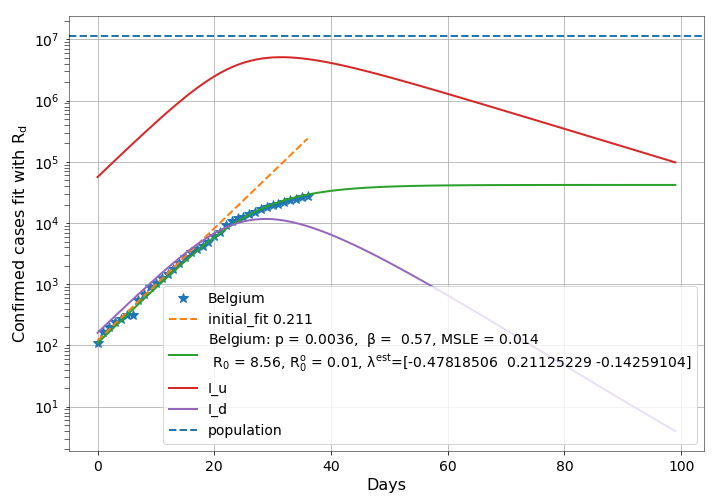 Confirmed cases fit with R_d
10⁷
10⁶
10⁵
10⁴
10³
10²
10¹
Belgium
initial_fit 0.211
Belgium: p = 0.0036, β = 0.57, MSLE = 0.014
R₀ = 8.56, R₀ᵒ = 0.01, λᵉˢᵗ=[-0.47818506 0.21125229 -0.14259104]
I_u
I_d
population
0 20 40 60 80 100
Days